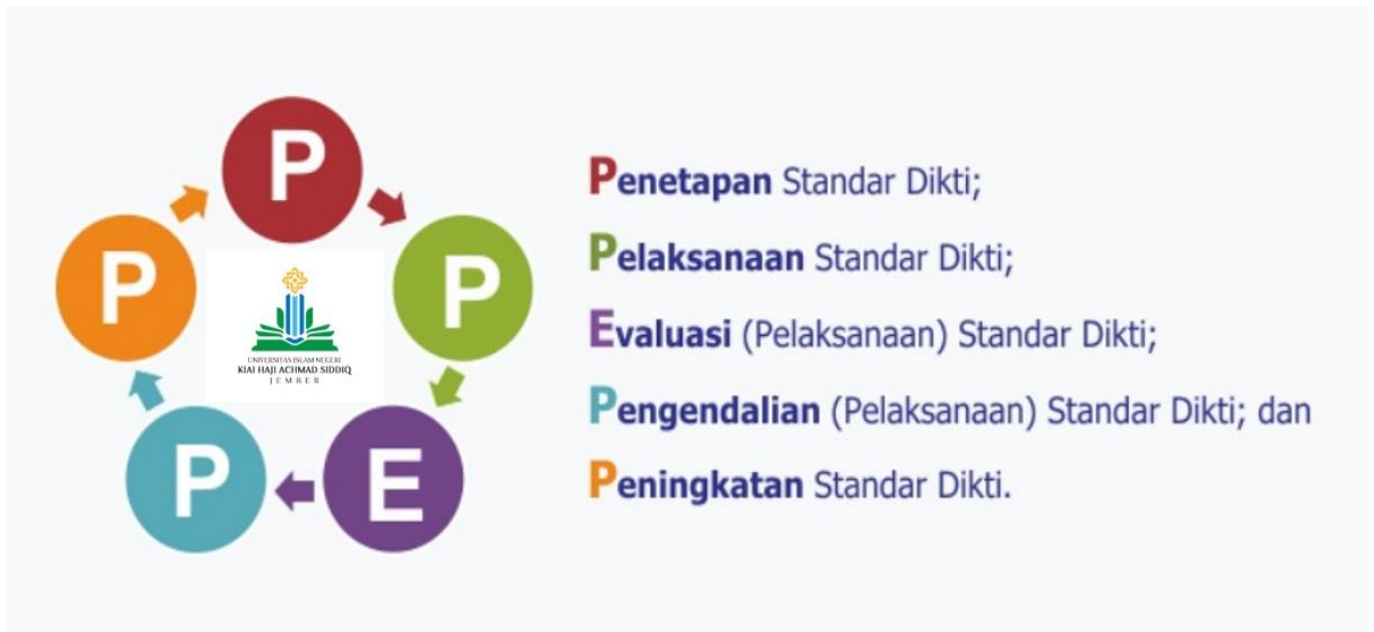 P
P
P
UNIVERSITAS ISLAM NEGERI
KIAI HAJI ACHMAD SIDDIQ
JEMBER
P
E
Penetapan Standar Dikti;
Pelaksanaan Standar Dikti;
Evaluasi (Pelaksanaan) Standar Dikti;
Pengendalian (Pelaksanaan) Standar Dikti; dan
Peningkatan Standar Dikti.